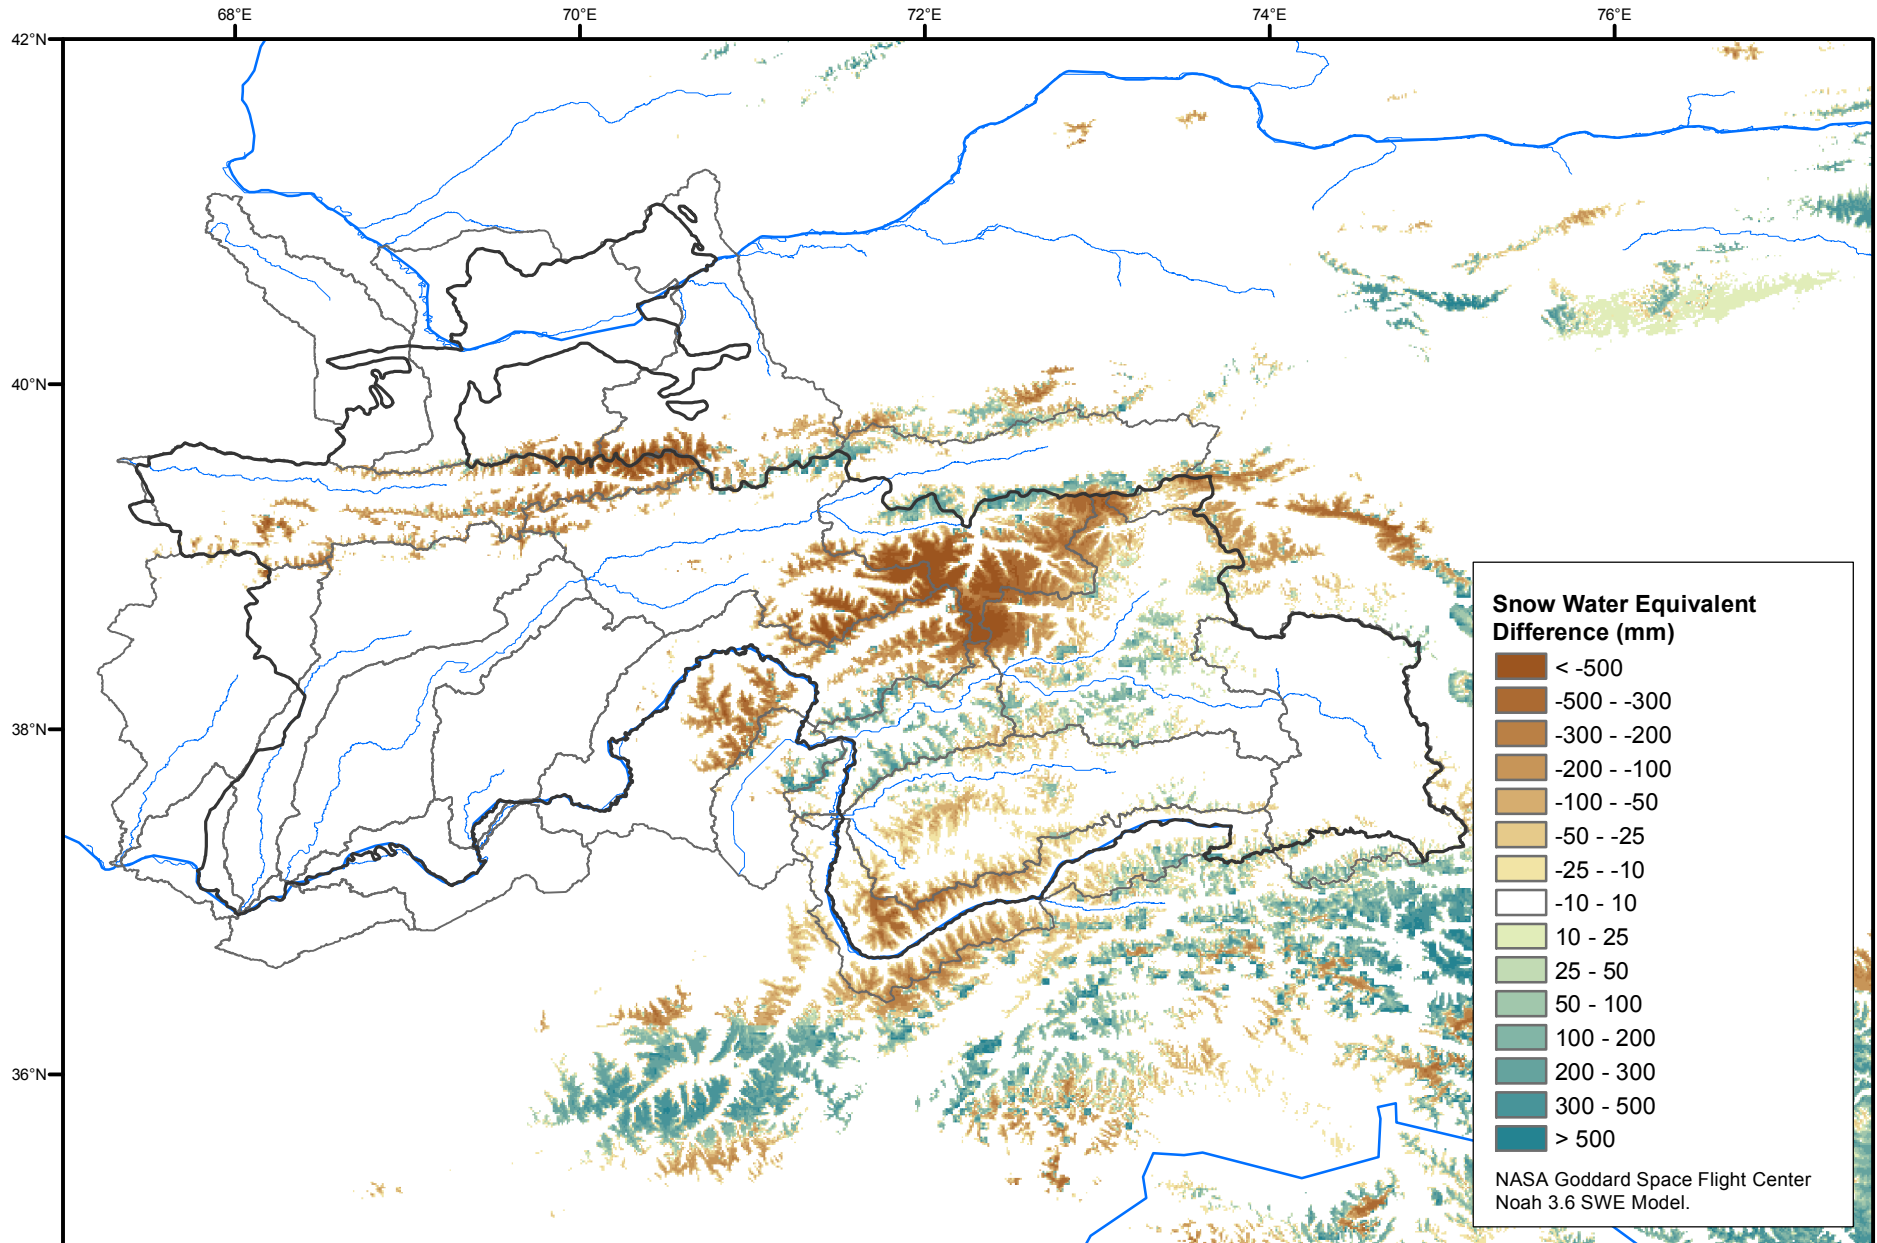 68°E
70°E
72°E
74°E
76°E
42°N
40°N
38°N
36°N
Snow Water Equivalent
Difference (mm)
< -500
-500 - -300
-300 - -200
-200 - -100
-100 - -50
-50 - -25
-25 - -10
-10 - 10
10 - 25
25 - 50
50 - 100
100 - 200
200 - 300
300 - 500
> 500
NASA Goddard Space Flight Center
Noah 3.6 SWE Model.